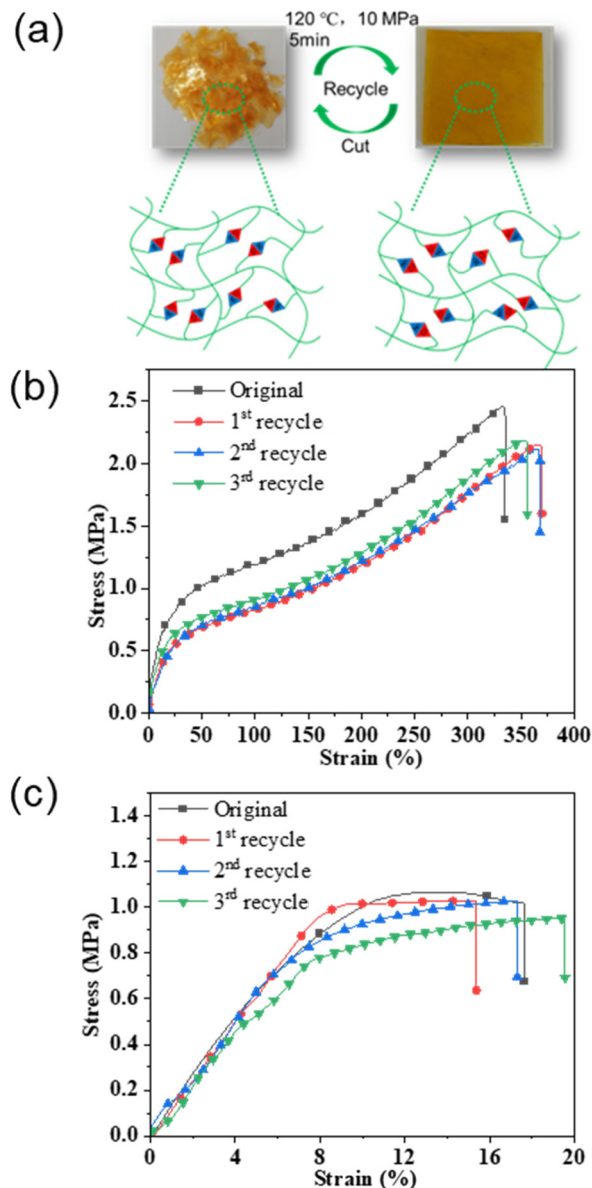 (a)
120 °C, 10 MPa
5min
Recycle
Cut
(b)
Original
1st recycle
2nd recycle
3rd recycle
Stress (MPa)
2.5
2.0
1.5
1.0
0.5
0.0
0 50 100 150 200 250 300 350 400
Strain (%)
(c)
Original
1st recycle
2nd recycle
3rd recycle
Stress (MPa)
1.4
1.2
1.0
0.8
0.6
0.4
0.2
0.0
0 4 8 12 16 20
Strain (%)